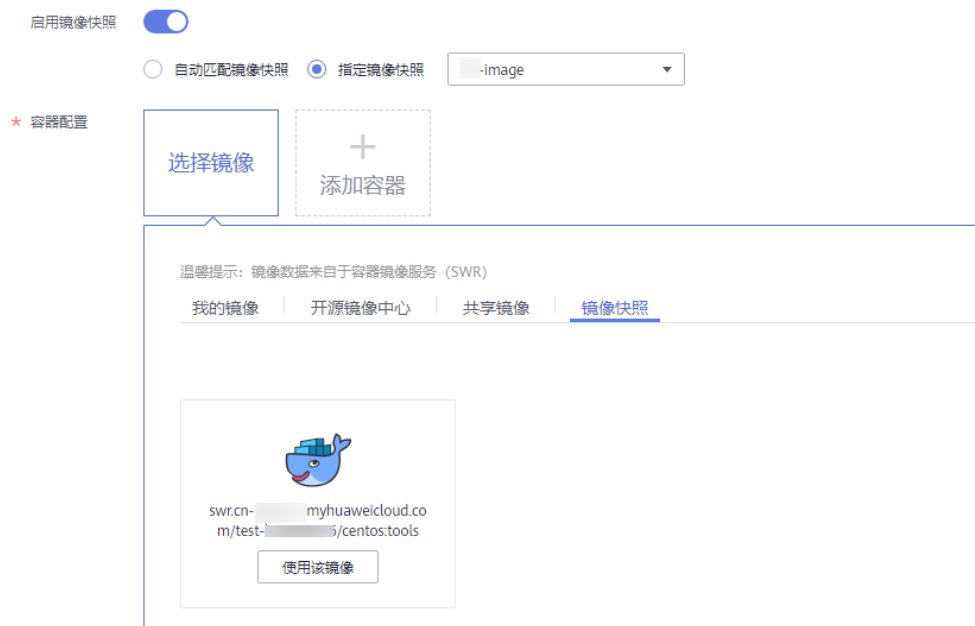 启用镜像快照
自动匹配镜像快照 指定镜像快照 -image
* 容器配置
选择镜像
添加容器
温馨提示：镜像数据来自于容器镜像服务（SWR）
我的镜像 开源镜像中心 共享镜像 镜像快照
swr.cn- myhuaweicloud.co
m/test- /centos:tools
使用该镜像